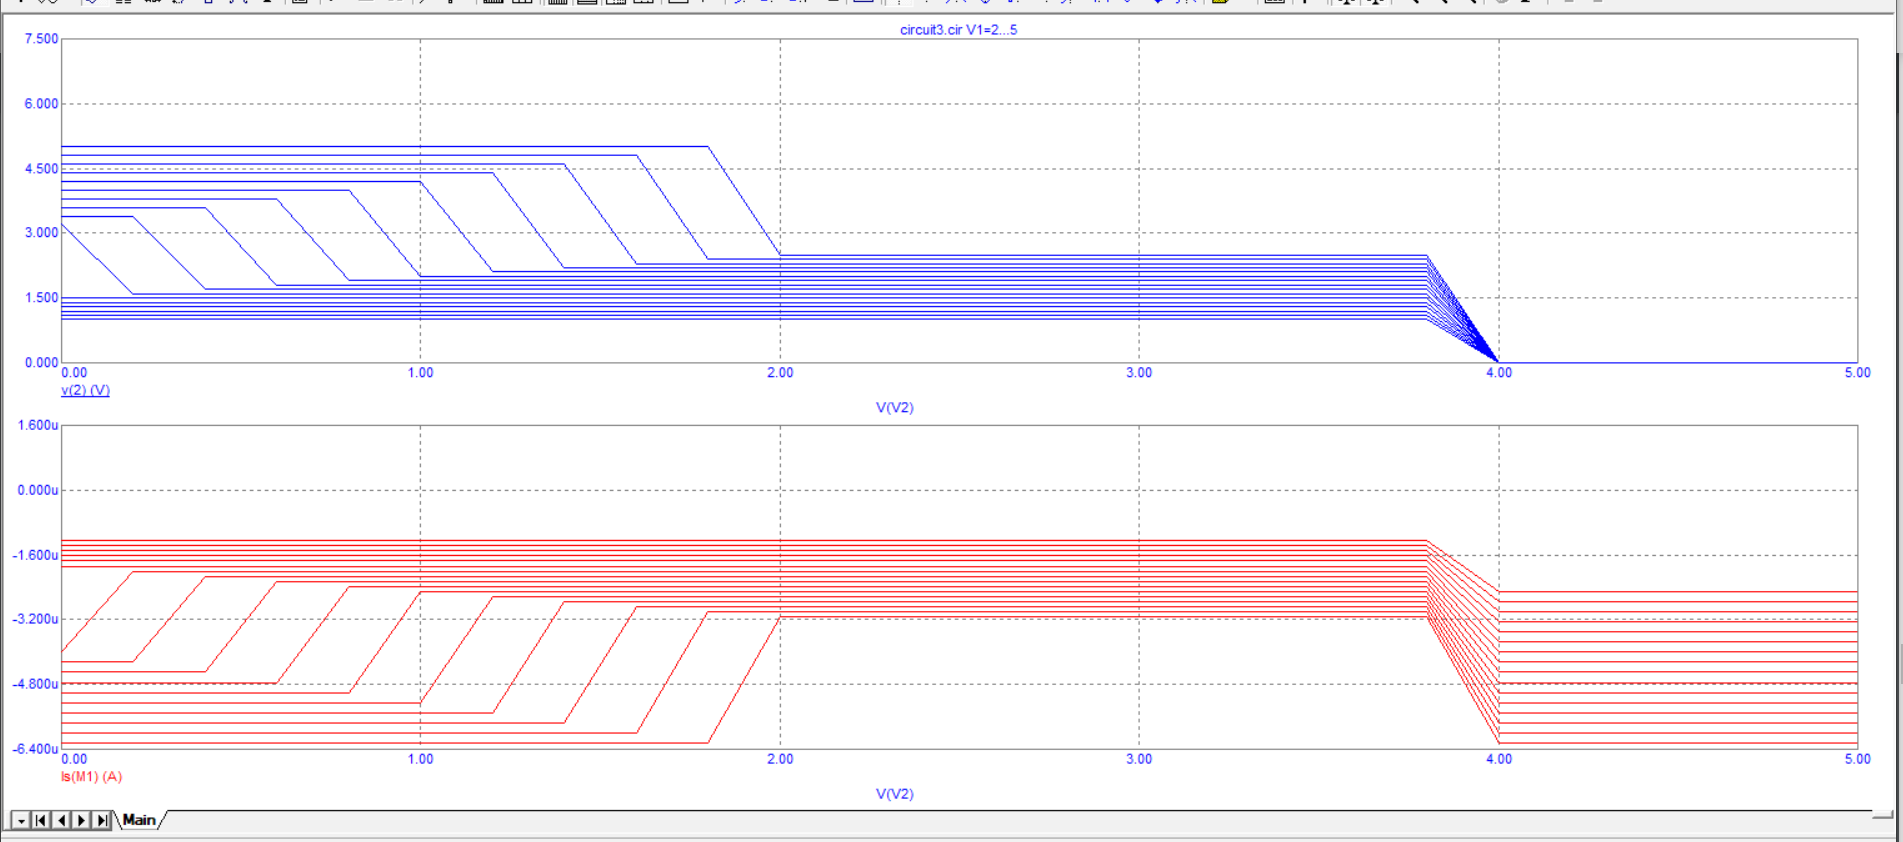 circuit3.cir V1=2...5
7.500
6.000
4.500
3.000
1.500
0.000
0.00 1.00 2.00 3.00 4.00 5.00
v(2) (V)
V(V2)
1.600u
0.000u
-1.600u
-3.200u
-4.800u
-6.400u
0.00 1.00 2.00 3.00 4.00 5.00
Is(M1) (A)
V(V2)
Main